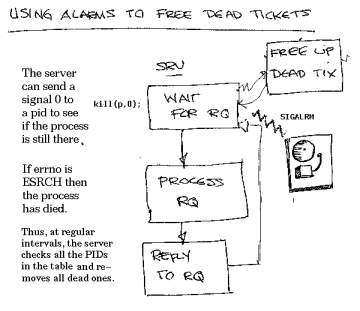 USING ALARMS TO FREE DEAD TICKETS
The server
can send a
signal 0 to
a pid to see
if the process
is still there
If errno is
ESRCH then
the process
has died.
Thus, at regular
intervals, the server
checks all the PIDs
in the table and re-
moves all dead ones.
SRV
kill(p,0);
WAIT
FOR RQ
FREE UP
DEAD TIX
SIGALRM
PROCESS
RQ
REPLY
TO RQ